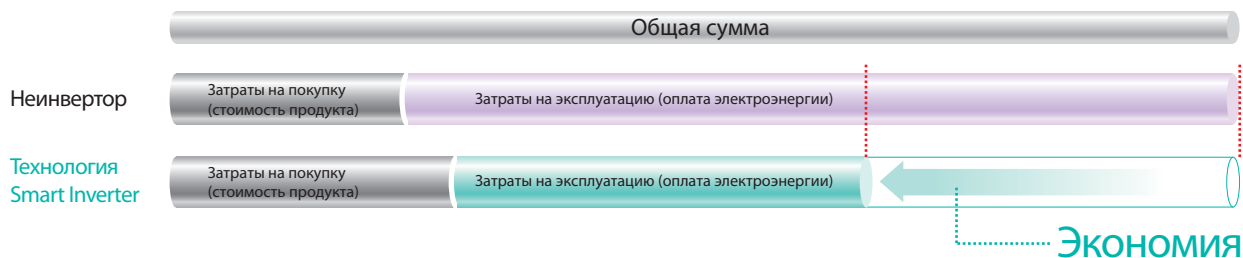 Общая сумма
Неинвертор
Затраты на покупку
(стоимость продукта)
Затраты на эксплуатацию (оплата электроэнергии)
Технология
Smart Inverter
Затраты на покупку
(стоимость продукта)
Затраты на эксплуатацию (оплата электроэнергии)
Экономия